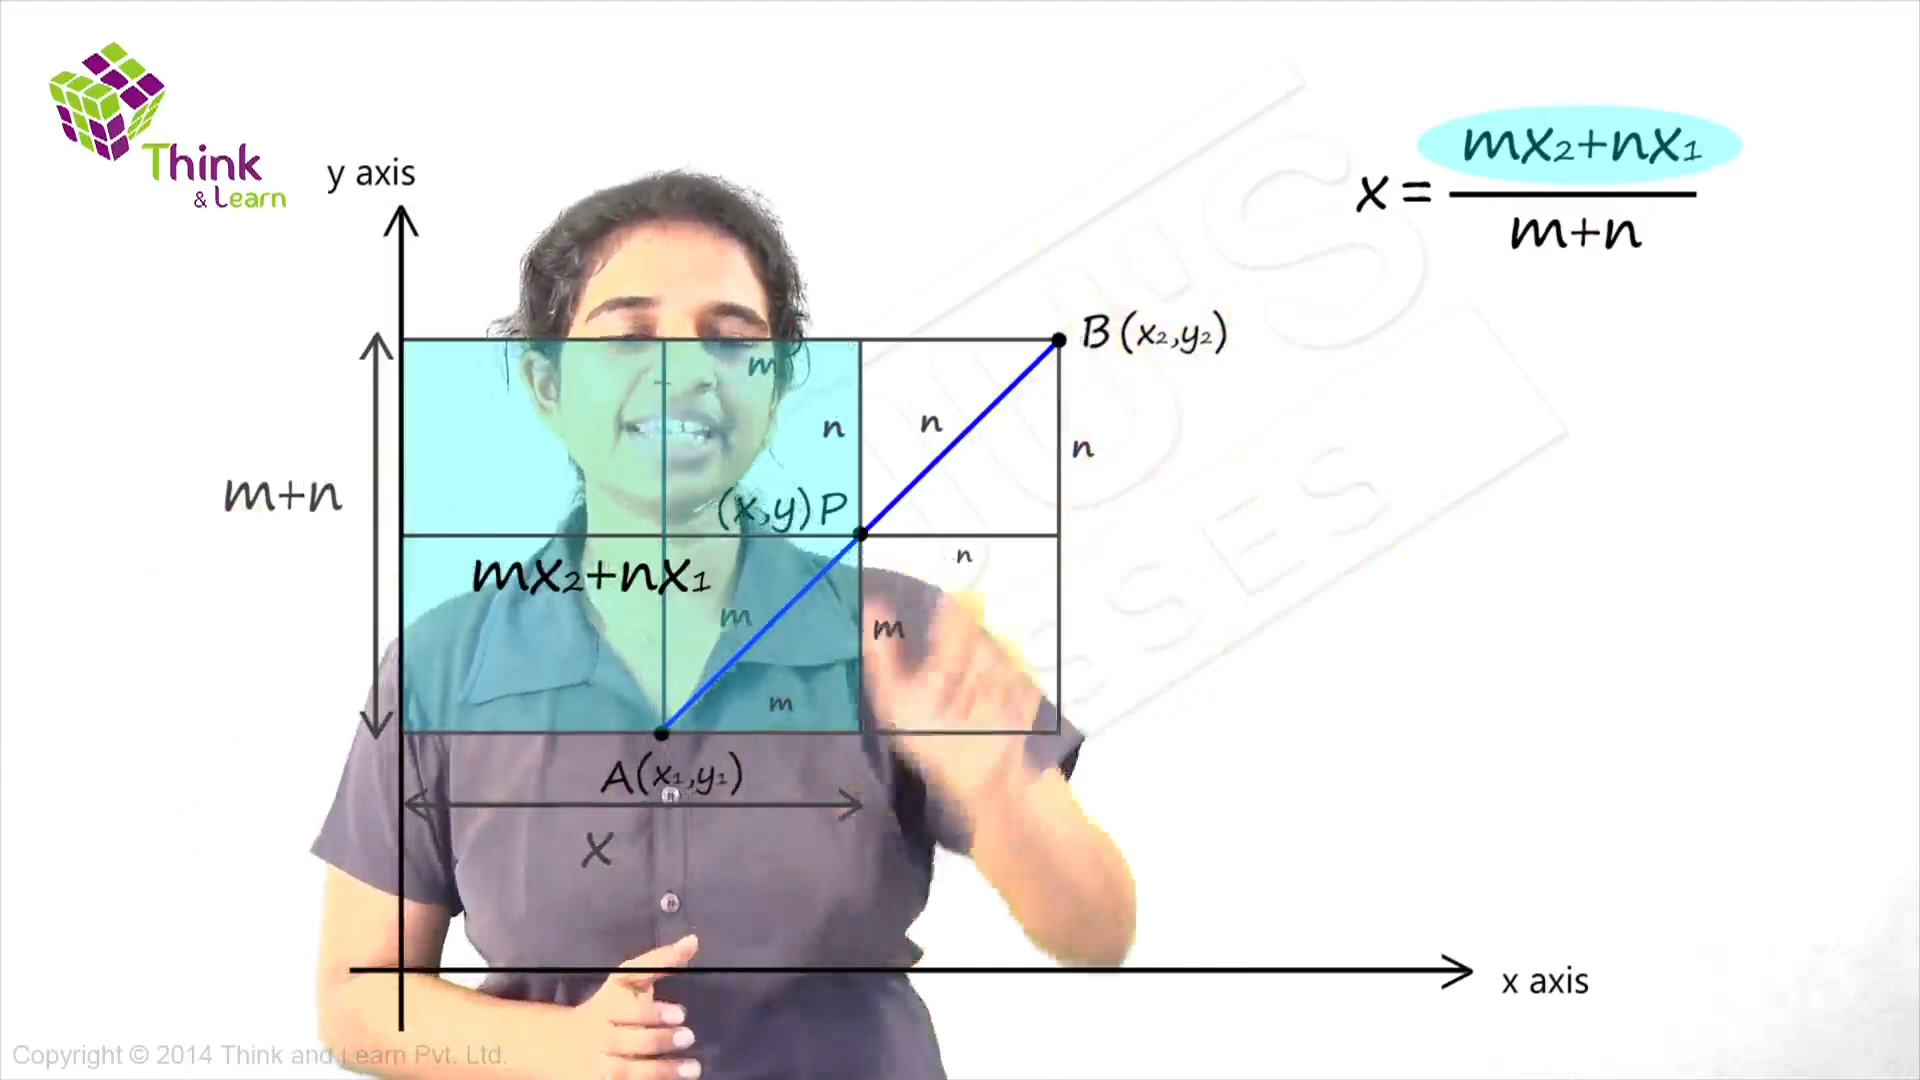 Think
& Learn
y axis
x = mx₂+nx₁
m+n
B (x₂,y₂)
m
n
n
n
m+n
(x,y) P
n
mx₂+nx₁
m
m
m
A(x₁,y₁)
x
x axis
Copyright © 2014 Think and Learn Pvt. Ltd.